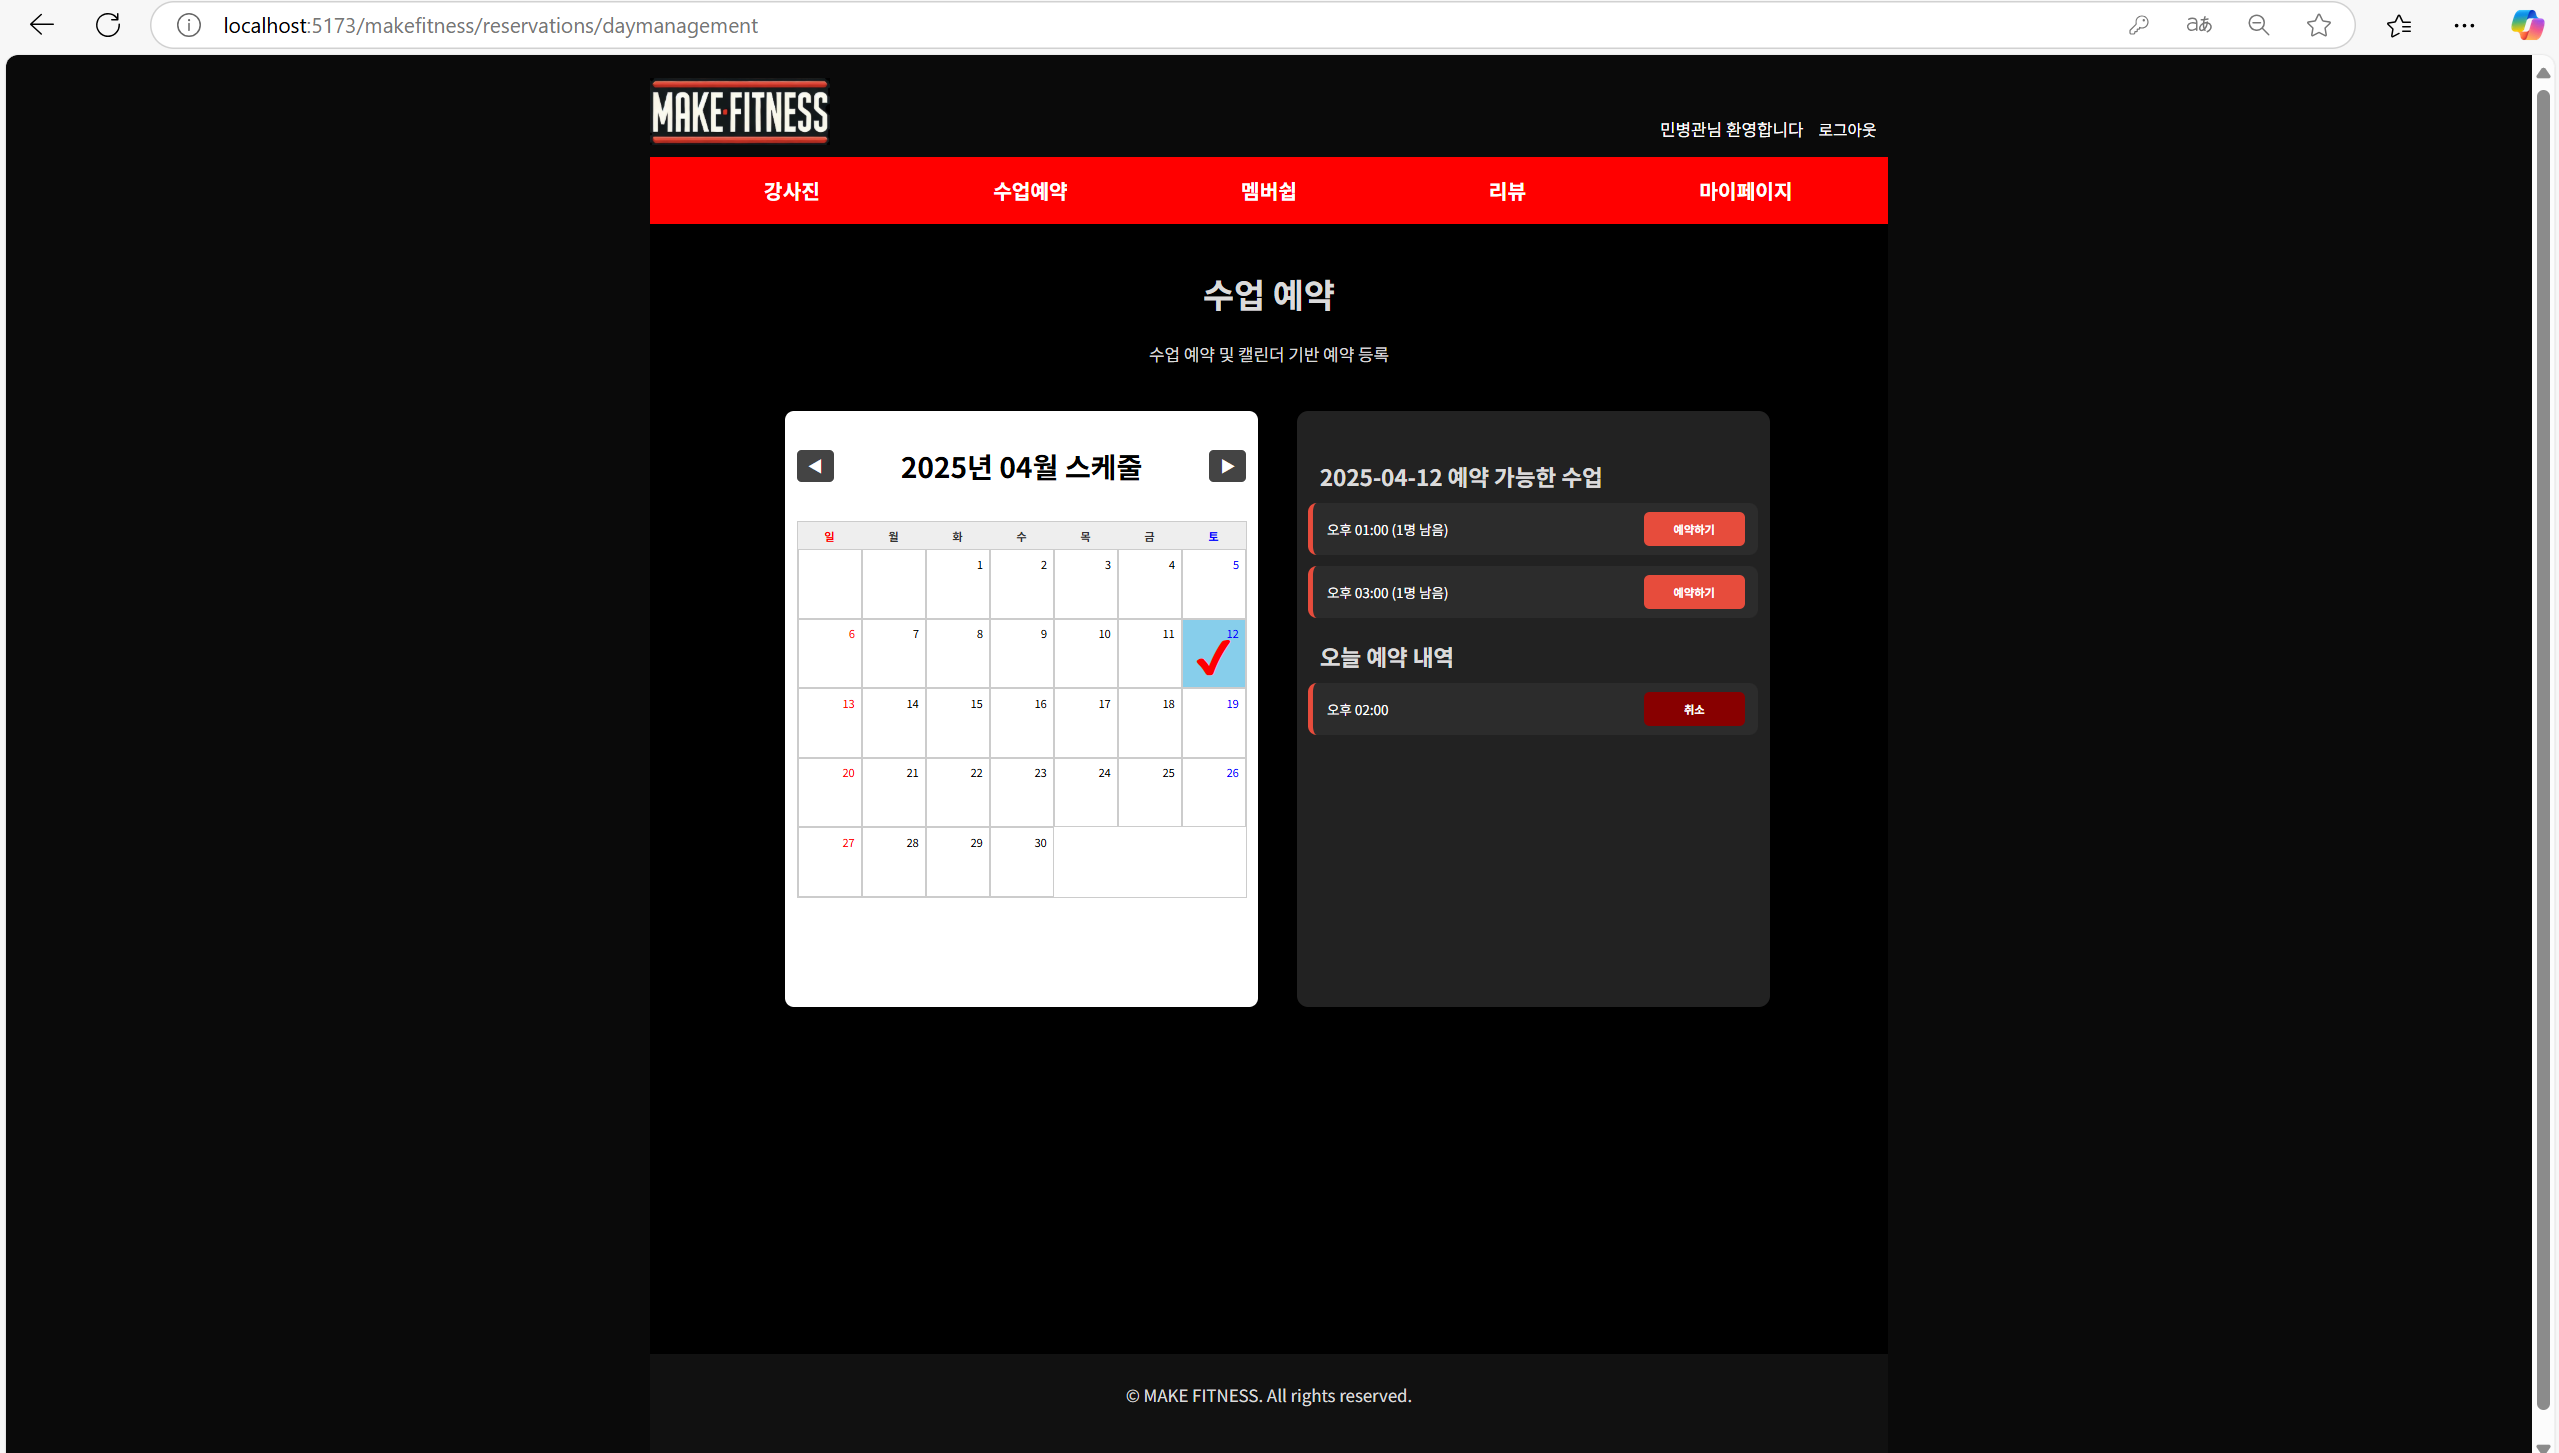 localhost:5173/makefitness/reservations/daymanagement
aあ
MAKE·FITNESS
민병관님 환영합니다 로그아웃
강사진 수업예약 멤버쉽 리뷰 마이페이지
수업 예약
수업 예약 및 캘린더 기반 예약 등록
◀ 2025년 04월 스케줄 ▶
일 월 화 수 목 금 토
1 2 3 4 5
6 7 8 9 10 11 12
13 14 15 16 17 18 19
20 21 22 23 24 25 26
27 28 29 30
2025-04-12 예약 가능한 수업
오후 01:00 (1명 남음) 예약하기
오후 03:00 (1명 남음) 예약하기
오늘 예약 내역
오후 02:00 취소
© MAKE FITNESS. All rights reserved.